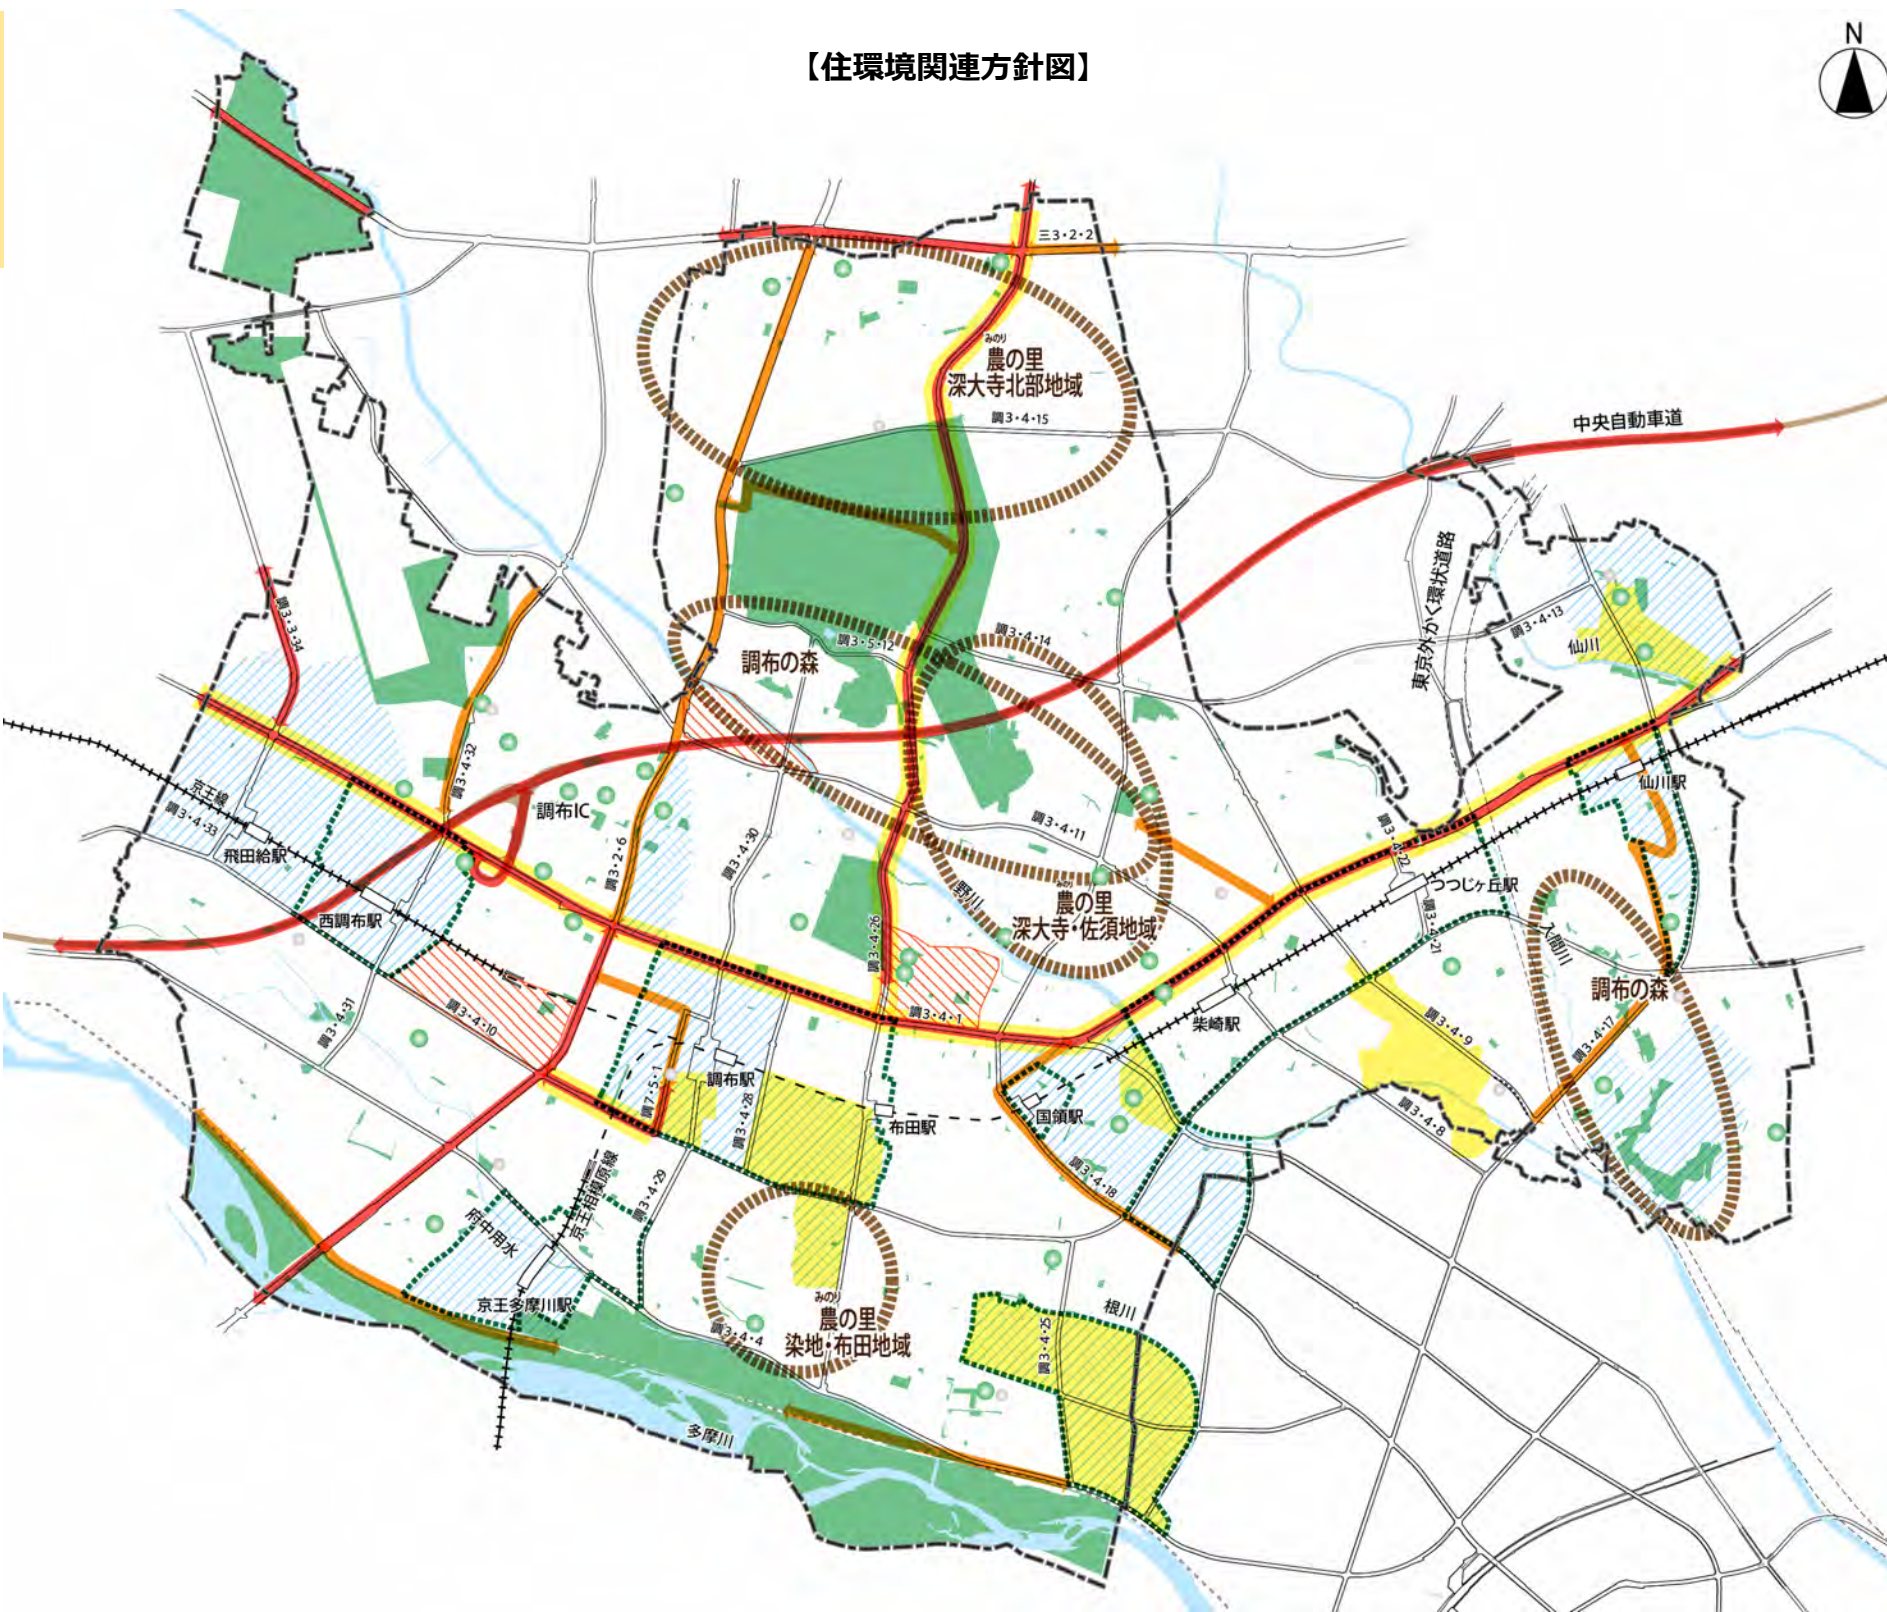 【住環境関連方針図】
N
三3・2・2
みのり
農の里
深大寺北部地域
調3・4・15
中央自動車道
東京外かく環状道路
調3・4・13
仙川
調3・3・34
調布の森
調3・5・12
調3・4・14
調3・4・32
京王線
調3・4・33
飛田給駅
調布IC
調3・2・6
調3・4・30
調3・4・11
調3・4・22
仙川駅
つつじヶ丘駅
西調布駅
野川
みのり
農の里
深大寺・佐須地域
調3・4・26
調3・4・21
入間川
調布の森
調3・4・10
調3・4・31
調3・4・1
柴崎駅
調3・4・9
調3・4・17
調布駅
調7・5・1
調3・4・28
布田駅
国領駅
調3・4・8
調3・4・18
調3・4・29
京王相模原線
府中用水
京王多摩川駅
みのり
農の里
染地・布田地域
調3・4・4
調3・4・25
根川
多摩川